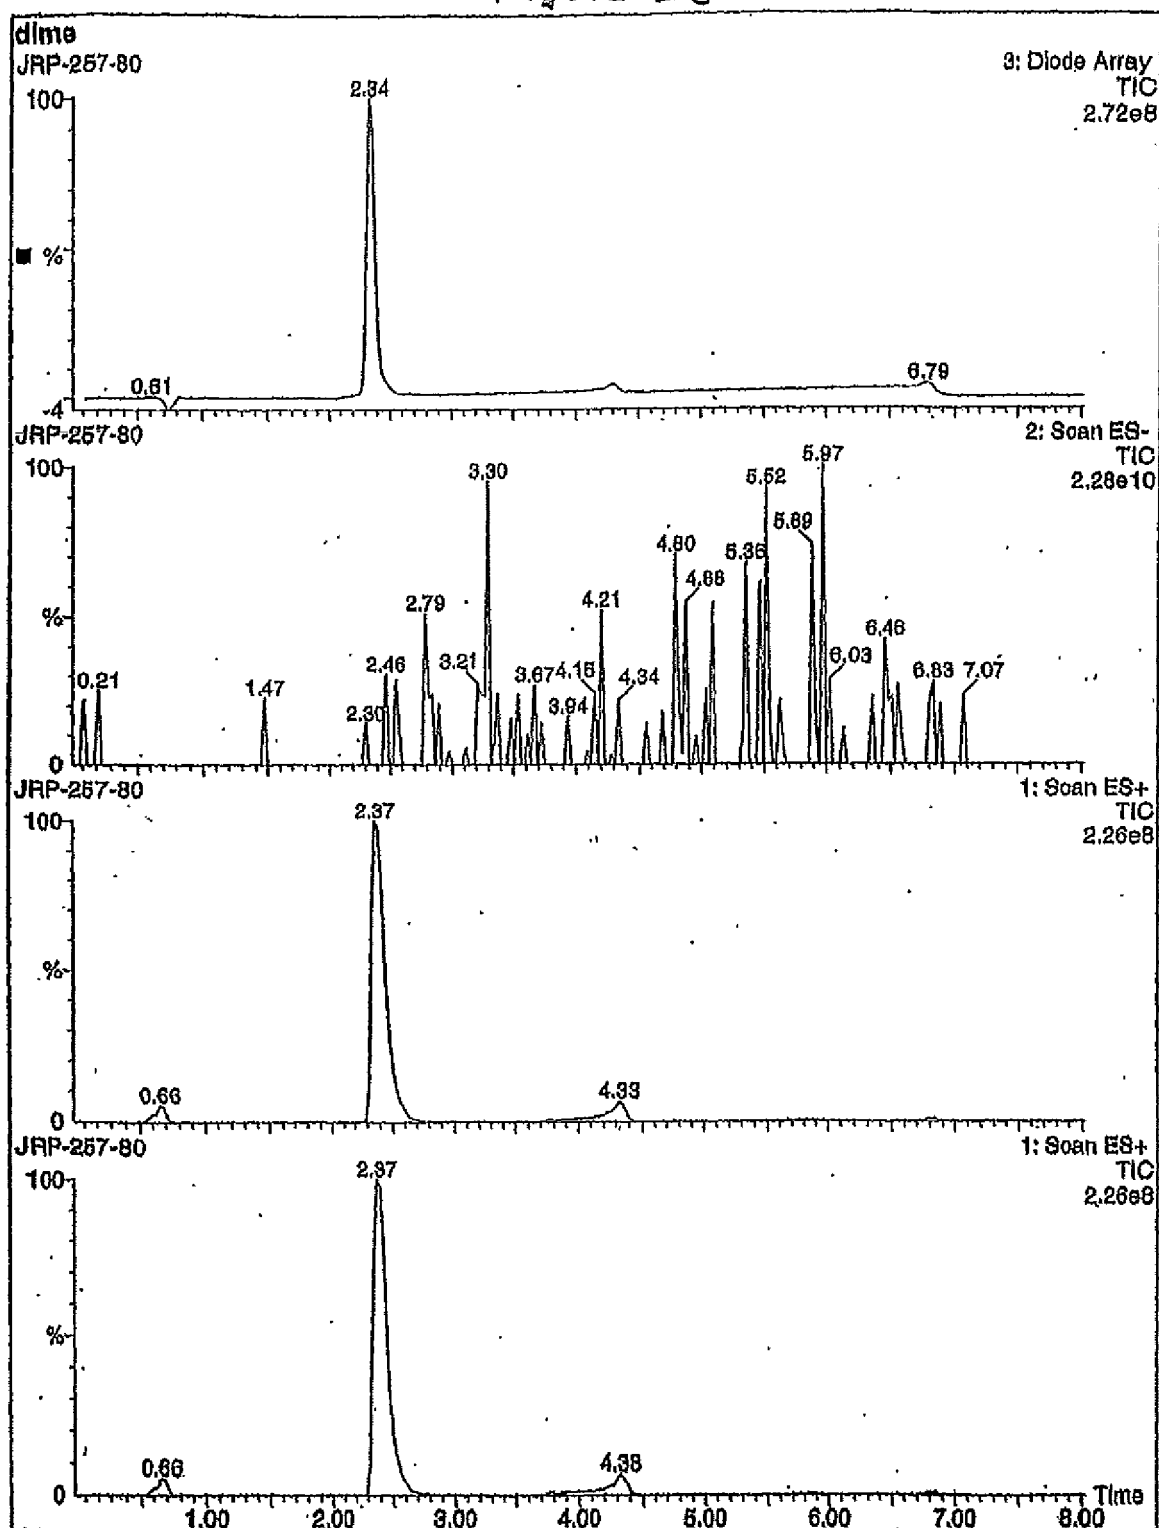 dime
JRP-257-80
3: Diode Array
TIC
2.72e8
100
2.34
%
0.61
6.79
-4
JRP-257-80
2: Scan ES-
TIC
2.28e10
100
5.97
3.30
5.52
5.89
4.80
5.36
4.88
2.79
4.21
%
6.46
2.46
3.21
4.15
6.03
0.21
1.47
3.67
4.34
6.83
7.07
2.30
3.94
0
JRP-257-80
1: Scan ES+
TIC
2.26e8
100
2.37
%
0.66
4.33
0
JRP-257-80
1: Scan ES+
TIC
2.26e8
100
2.37
%
0.66
4.33
0
Time
1.00 2.00 3.00 4.00 5.00 6.00 7.00 8.00